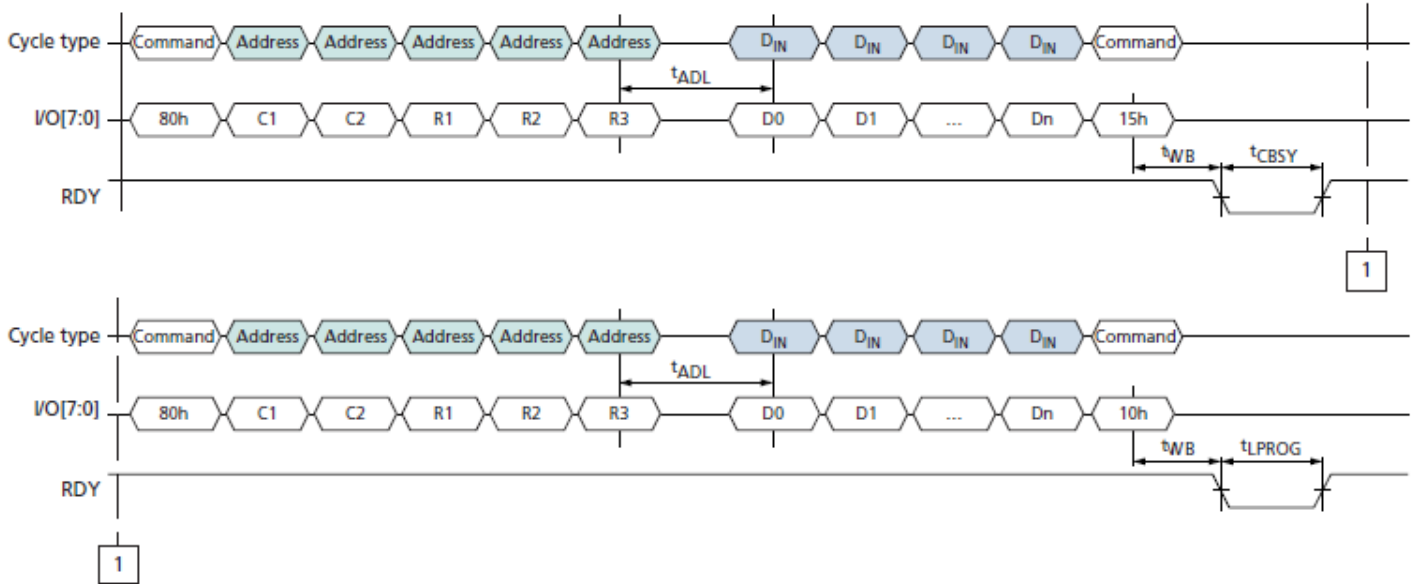 Cycle type Command Address Address Address Address Address DIN DIN DIN DIN Command
tADL
I/O[7:0] 80h C1 C2 R1 R2 R3 D0 D1 ... Dn 15h
tWB tCBSY
RDY
1
Cycle type Command Address Address Address Address Address DIN DIN DIN DIN Command
tADL
I/O[7:0] 80h C1 C2 R1 R2 R3 D0 D1 ... Dn 10h
tWB tLPROG
RDY
1